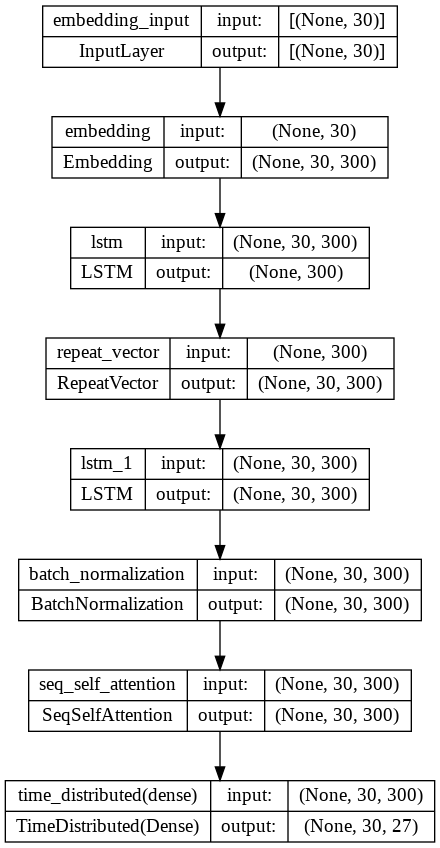 embedding_input input: [(None, 30)]
InputLayer output: [(None, 30)]
embedding input: (None, 30)
Embedding output: (None, 30, 300)
lstm input: (None, 30, 300)
LSTM output: (None, 300)
repeat_vector input: (None, 300)
RepeatVector output: (None, 30, 300)
lstm_1 input: (None, 30, 300)
LSTM output: (None, 30, 300)
batch_normalization input: (None, 30, 300)
BatchNormalization output: (None, 30, 300)
seq_self_attention input: (None, 30, 300)
SeqSelfAttention output: (None, 30, 300)
time_distributed(dense) input: (None, 30, 300)
TimeDistributed(Dense) output: (None, 30, 27)